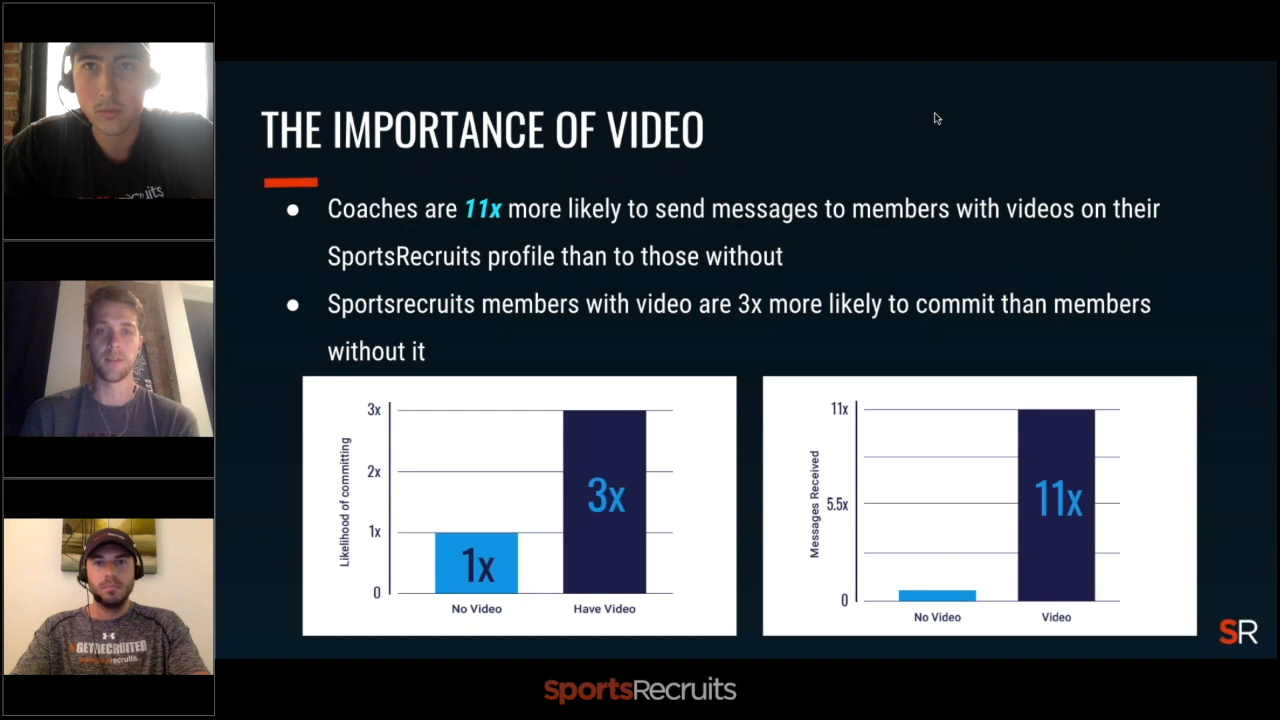 THE IMPORTANCE OF VIDEO
● Coaches are 11x more likely to send messages to members with videos on their
SportsRecruits profile than to those without
● Sportsrecruits members with video are 3x more likely to commit than members
without it
Likelihood of committing
3x
2x
1x
0
1x
3x
No Video
Have Video
Messages Received
11x
5.5x
0
11x
No Video
Video
SR
SportsRecruits
#GETRECRUITED